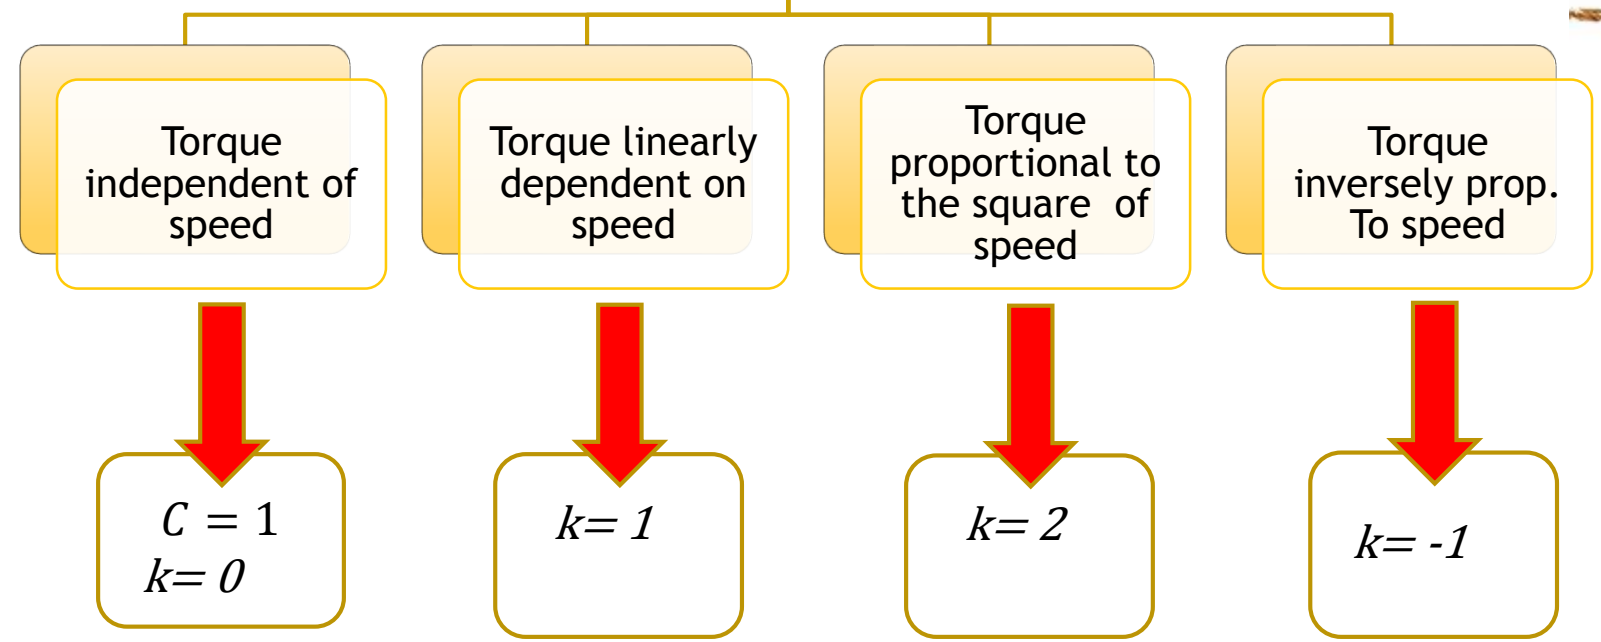 Torque
independent of
speed
Torque linearly
dependent on
speed
Torque
proportional to
the square of
speed
Torque
inversely prop.
To speed
C = 1
k= 0
k= 1
k= 2
k= -1